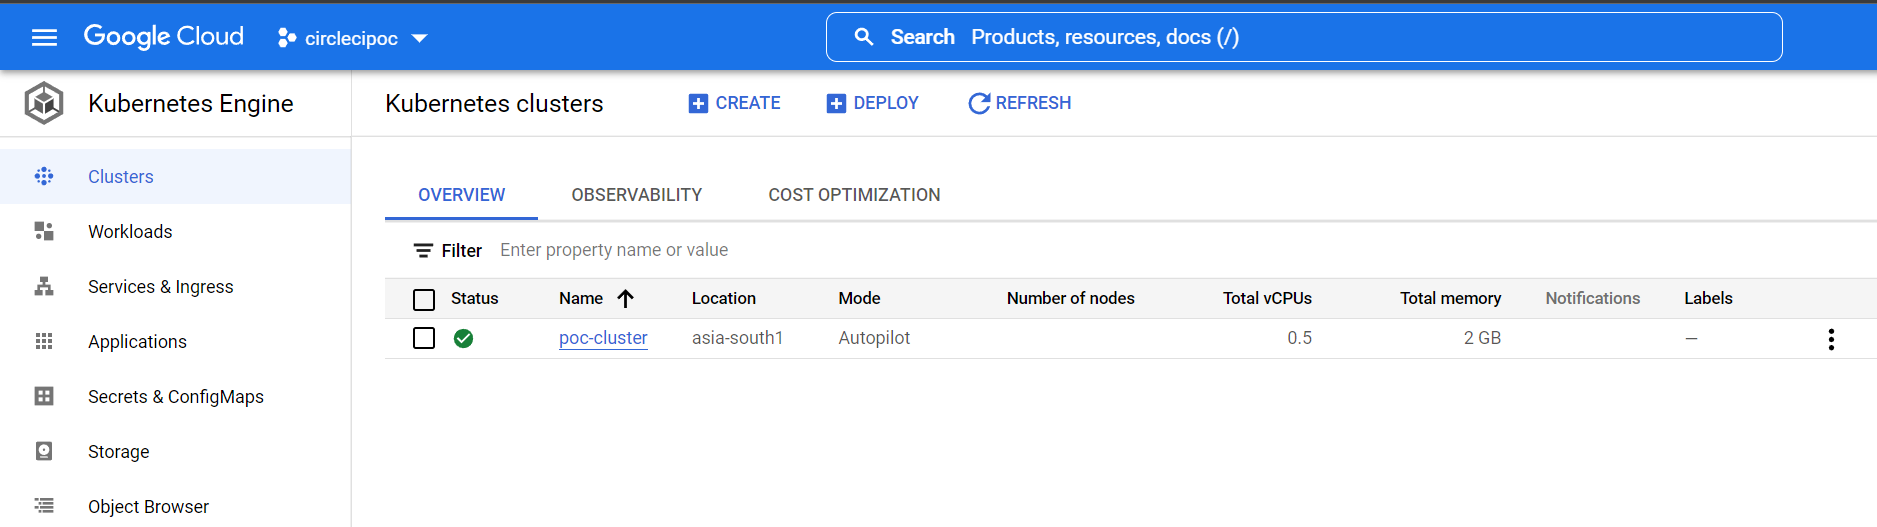 Google Cloud circlecipoc Search Products, resources, docs (/)
Kubernetes Engine
Clusters
Workloads
Services & Ingress
Applications
Secrets & ConfigMaps
Storage
Object Browser
Kubernetes clusters CREATE DEPLOY REFRESH
OVERVIEW OBSERVABILITY COST OPTIMIZATION
Filter Enter property name or value
Status Name Location Mode Number of nodes Total vCPUs Total memory Notifications Labels
poc-cluster asia-south1 Autopilot 0.5 2 GB —